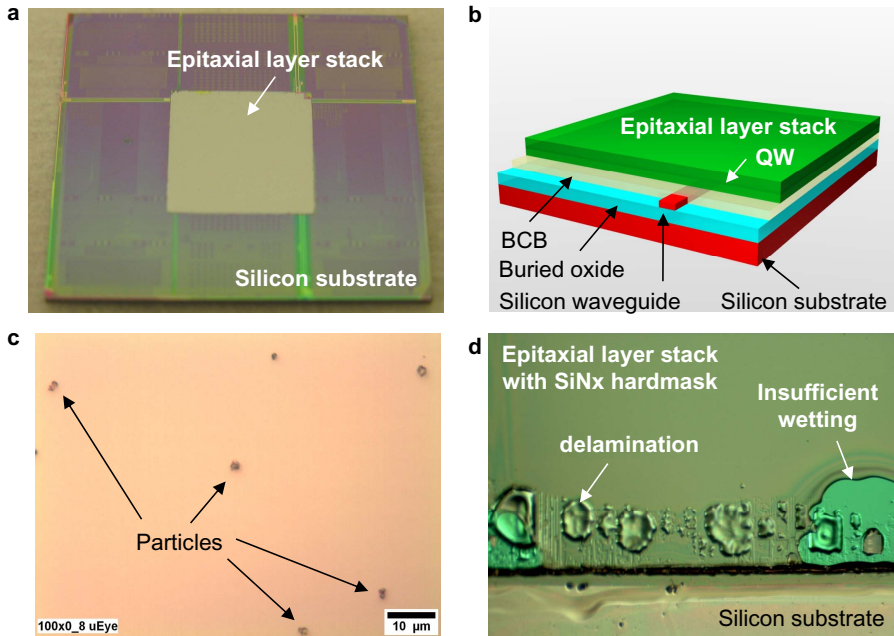 a
Epitaxial layer stack
Silicon substrate
b
Epitaxial layer stack
QW
BCB
Buried oxide
Silicon waveguide
Silicon substrate
c
Particles
100x0_8 uEye
10 µm
d
Epitaxial layer stack
with SiNx hardmask
Insufficient
wetting
delamination
Silicon substrate